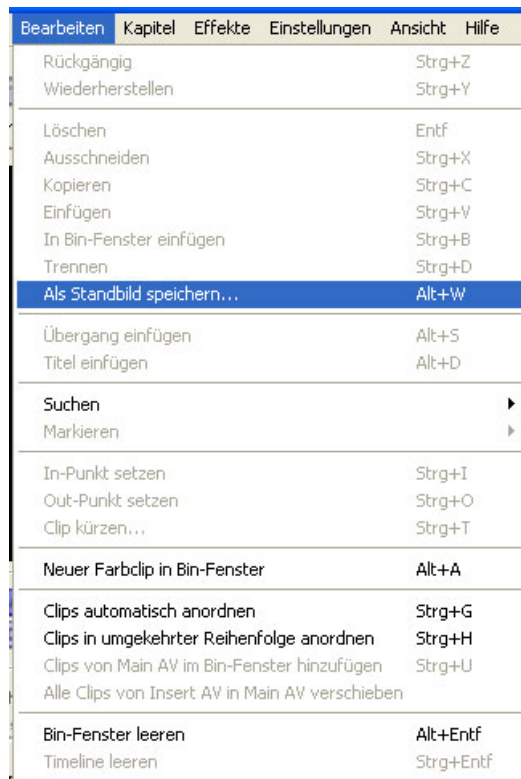 Bearbeiten Kapitel Effekte Einstellungen Ansicht Hilfe
Rückgängig Strg+Z
Wiederherstellen Strg+Y
Löschen Entf
Ausschneiden Strg+X
Kopieren Strg+C
Einfügen Strg+V
In Bin-Fenster einfügen Strg+B
Trennen Strg+D
Als Standbild speichern... Alt+W
Übergang einfügen Alt+S
Titel einfügen Alt+D
Suchen
Markieren
In-Punkt setzen Strg+I
Out-Punkt setzen Strg+O
Clip kürzen... Strg+T
Neuer Farbclip in Bin-Fenster Alt+A
Clips automatisch anordnen Strg+G
Clips in umgekehrter Reihenfolge anordnen Strg+H
Clips von Main AV im Bin-Fenster hinzufügen Strg+U
Alle Clips von Insert AV in Main AV verschieben
Bin-Fenster leeren Alt+Entf
Timeline leeren Strg+Entf